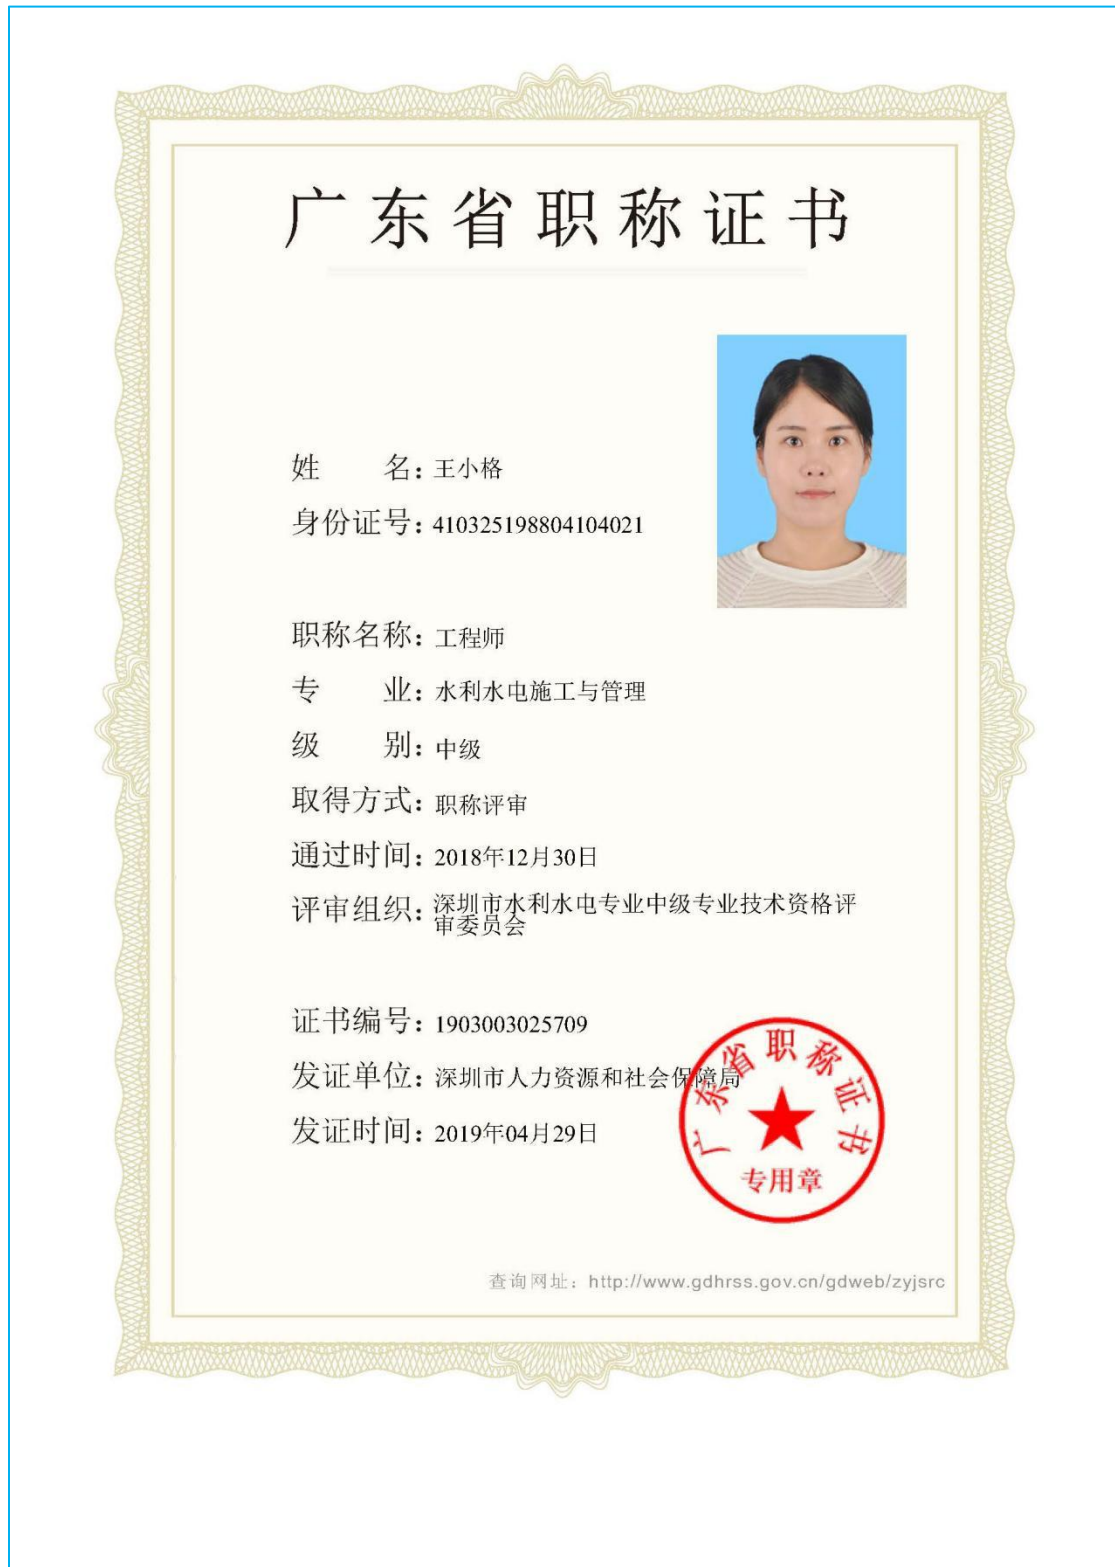 广东省职称证书
姓　　名：王小格
身份证号：410325198804104021
职称名称：工程师
专　　业：水利水电施工与管理
级　　别：中级
取得方式：职称评审
通过时间：2018年12月30日
评审组织：深圳市水利水电专业中级专业技术资格评
审委员会
证书编号：1903003025709
发证单位：深圳市人力资源和社会保障局
发证时间：2019年04月29日
广东省职称证书
专用章
查询网址：http://www.gdhrss.gov.cn/gdweb/zyjsrc